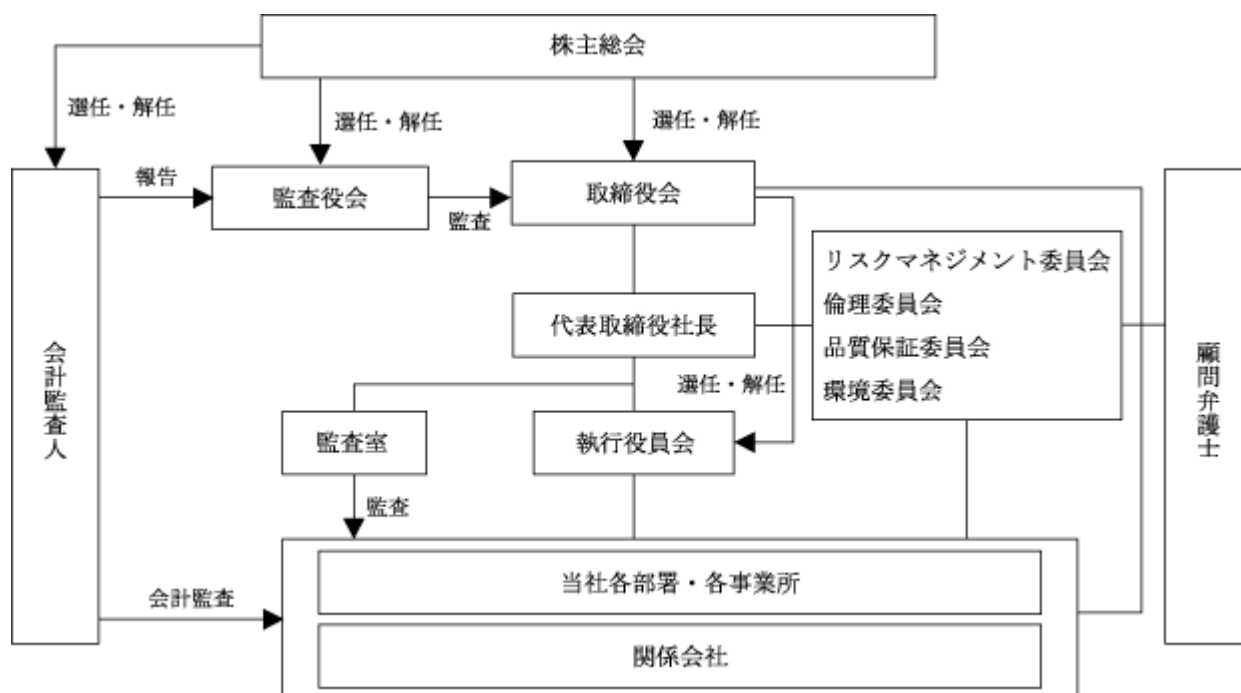 株主総会
選任・解任
選任・解任
選任・解任
報告
監査役会
監査
取締役会
リスクマネジメント委員会
倫理委員会
品質保証委員会
環境委員会
代表取締役社長
会計監査人
顧問弁護士
選任・解任
監査室
執行役員会
監査
会計監査
当社各部署・各事業所
関係会社